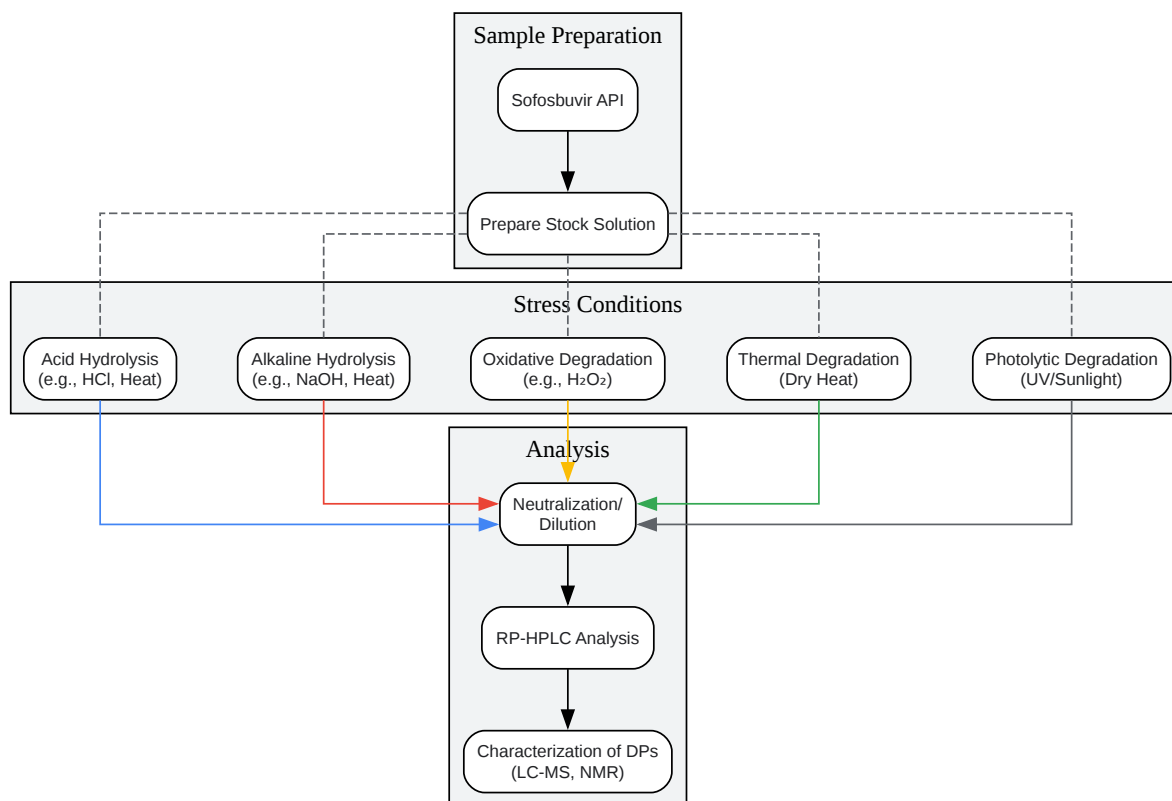 Sample Preparation
Sofosbuvir API
Prepare Stock Solution
Stress Conditions
Acid Hydrolysis
(e.g., HCl, Heat)
Alkaline Hydrolysis
(e.g., NaOH, Heat)
Oxidative Degradation
(e.g., H₂O₂)
Thermal Degradation
(Dry Heat)
Photolytic Degradation
(UV/Sunlight)
Analysis
Neutralization/
Dilution
RP-HPLC Analysis
Characterization of DPs
(LC-MS, NMR)